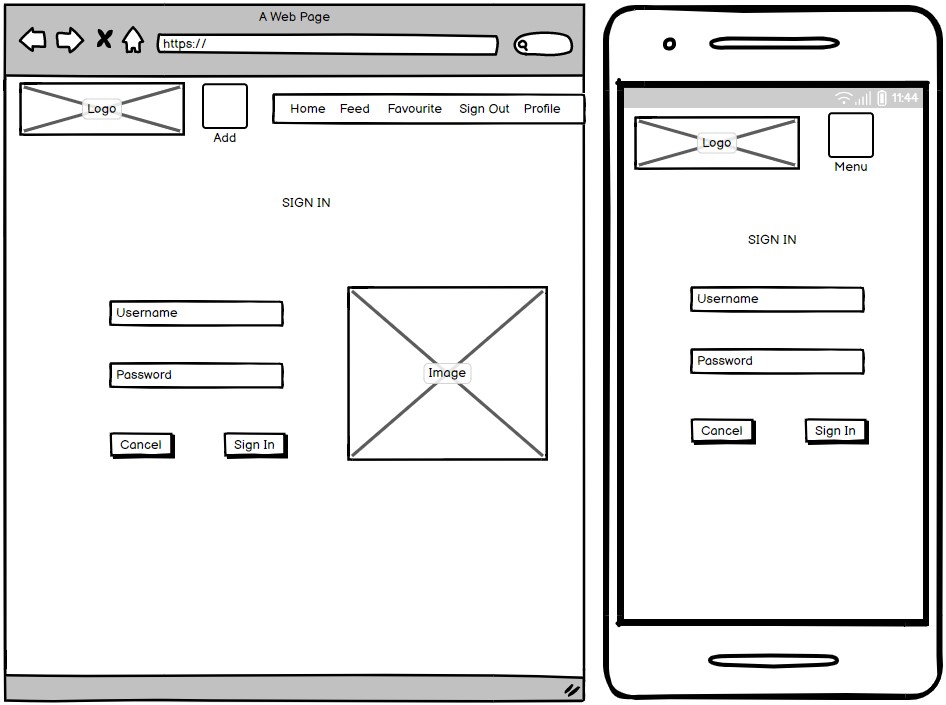 A Web Page
https://
Logo
Add
Home Feed Favourite Sign Out Profile
SIGN IN
Username
Password
Cancel Sign In
Image
11:44
Logo
Menu
SIGN IN
Username
Password
Cancel Sign In